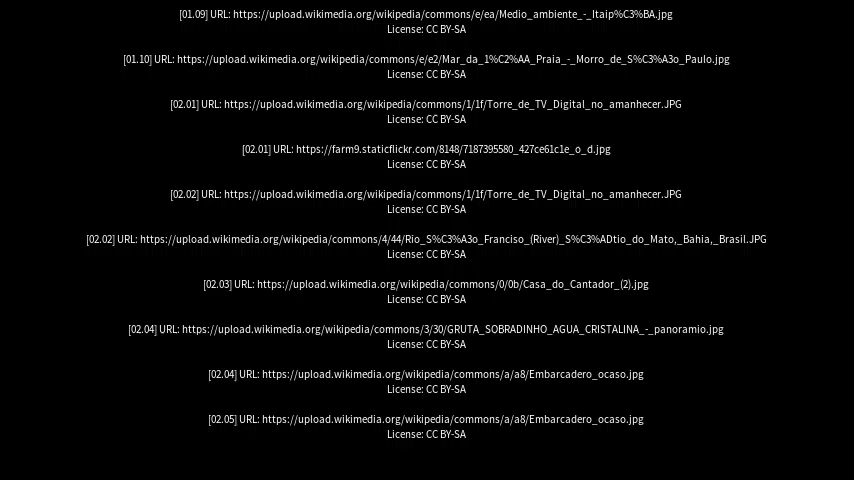 [01.09] URL: https://upload.wikimedia.org/wikipedia/commons/e/ea/Medio_ambiente_-_Itaip%C3%BA.jpg
License: CC BY-SA
[01.10] URL: https://upload.wikimedia.org/wikipedia/commons/e/e2/Mar_da_1%C2%AA_Praia_-_Morro_de_S%C3%A3o_Paulo.jpg
License: CC BY-SA
[02.01] URL: https://upload.wikimedia.org/wikipedia/commons/1/1f/Torre_de_TV_Digital_no_amanhecer.JPG
License: CC BY-SA
[02.01] URL: https://farm9.staticflickr.com/8148/7187395580_427ce61c1e_o_d.jpg
License: CC BY-SA
[02.02] URL: https://upload.wikimedia.org/wikipedia/commons/1/1f/Torre_de_TV_Digital_no_amanhecer.JPG
License: CC BY-SA
[02.02] URL: https://upload.wikimedia.org/wikipedia/commons/4/44/Rio_S%C3%A3o_Franciso_(River)_S%C3%ADtio_do_Mato,_Bahia,_Brasil.JPG
License: CC BY-SA
[02.03] URL: https://upload.wikimedia.org/wikipedia/commons/0/0b/Casa_do_Cantador_(2).jpg
License: CC BY-SA
[02.04] URL: https://upload.wikimedia.org/wikipedia/commons/3/30/GRUTA_SOBRADINHO_AGUA_CRISTALINA_-_panoramio.jpg
License: CC BY-SA
[02.04] URL: https://upload.wikimedia.org/wikipedia/commons/a/a8/Embarcadero_ocaso.jpg
License: CC BY-SA
[02.05] URL: https://upload.wikimedia.org/wikipedia/commons/a/a8/Embarcadero_ocaso.jpg
License: CC BY-SA